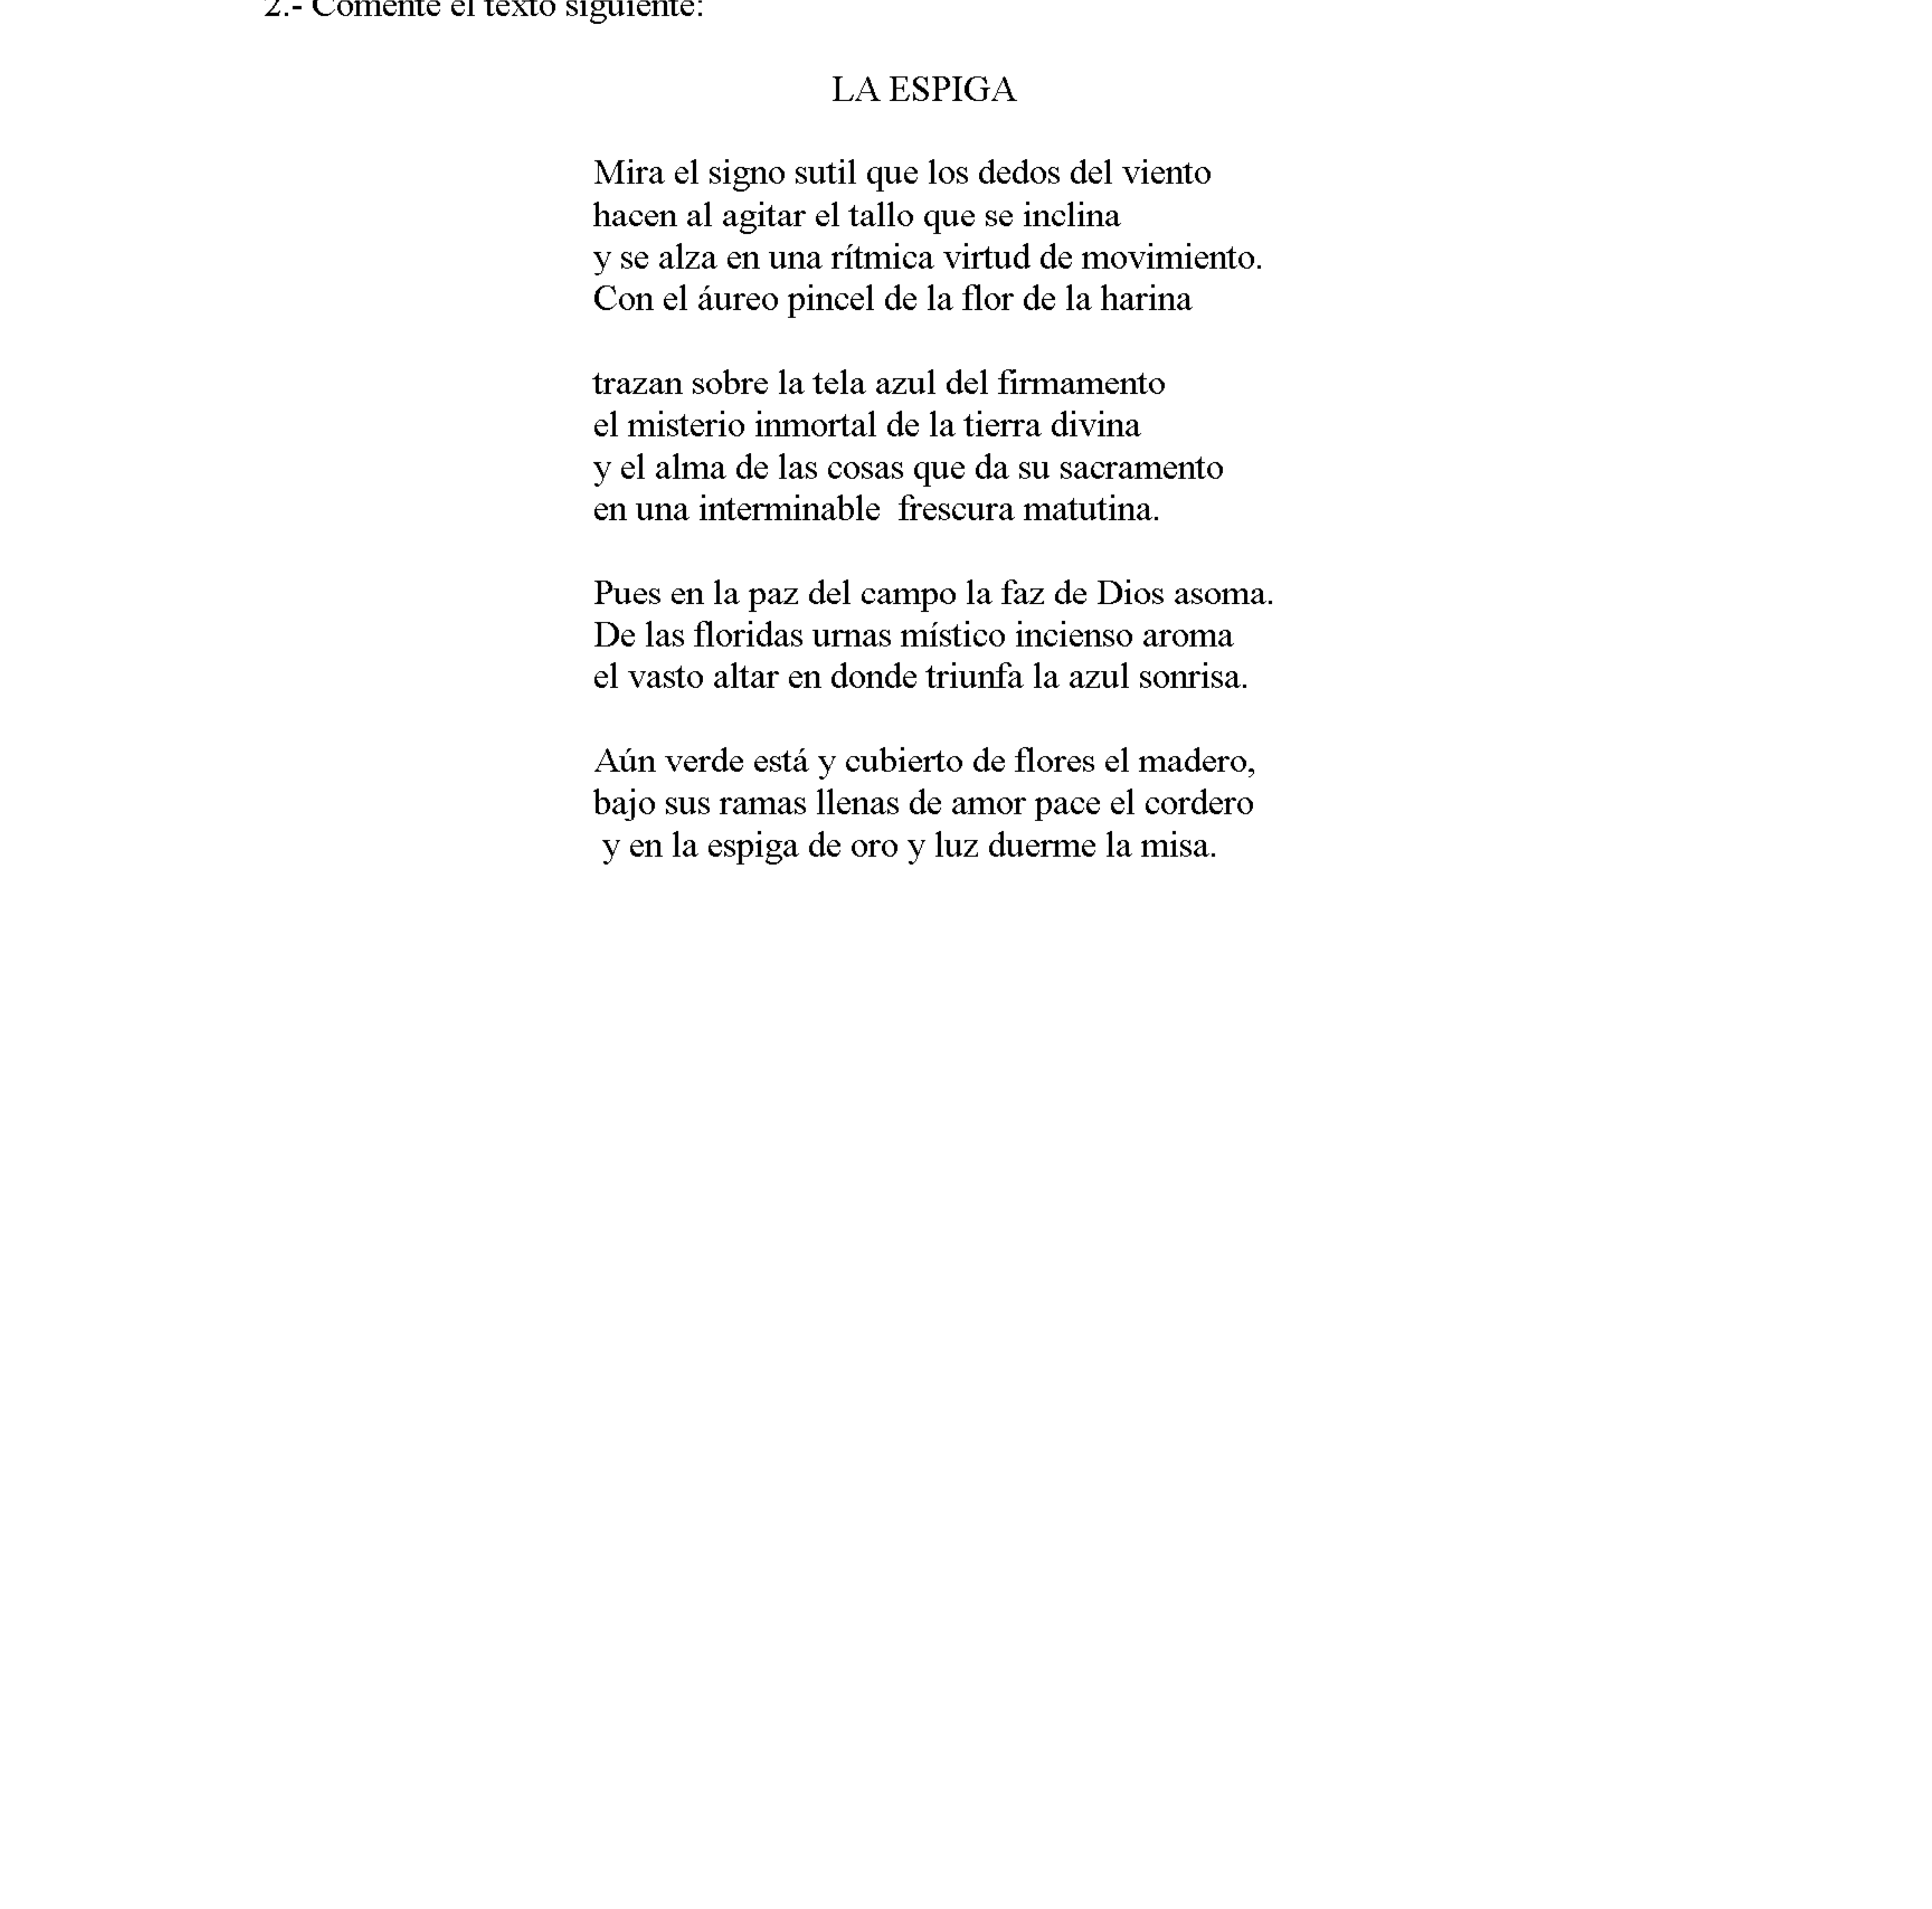 2.- Comente el texto siguiente:
LA ESPIGA
Mira el signo sutil que los dedos del viento
hacen al agitar el tallo que se inclina
y se alza en una rítmica virtud de movimiento.
Con el áureo pincel de la flor de la harina
trazan sobre la tela azul del firmamento
el misterio inmortal de la tierra divina
y el alma de las cosas que da su sacramento
en una interminable  frescura matutina.
Pues en la paz del campo la faz de Dios asoma.
De las floridas urnas místico incienso aroma
el vasto altar en donde triunfa la azul sonrisa.
Aún verde está y cubierto de flores el madero,
bajo sus ramas llenas de amor pace el cordero
y en la espiga de oro y luz duerme la misa.